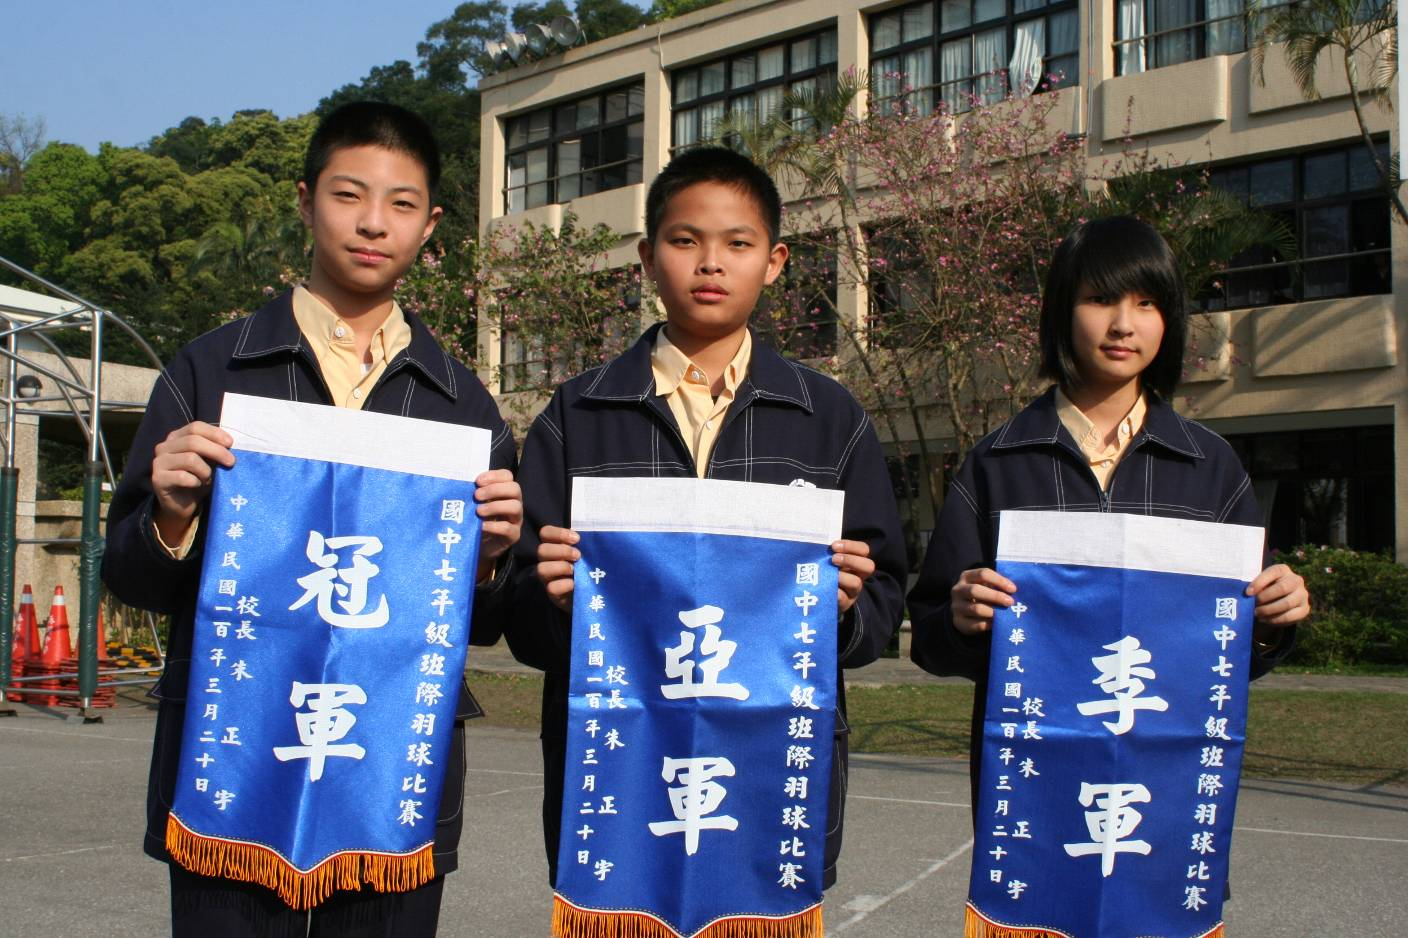 國中七年級班際羽球比賽
冠軍
校長朱正宇
中華民國一百年三月二十日
國中七年級班際羽球比賽
亞軍
校長朱正宇
中華民國一百年三月二十日
國中七年級班際羽球比賽
季軍
校長朱正宇
中華民國一百年三月二十日